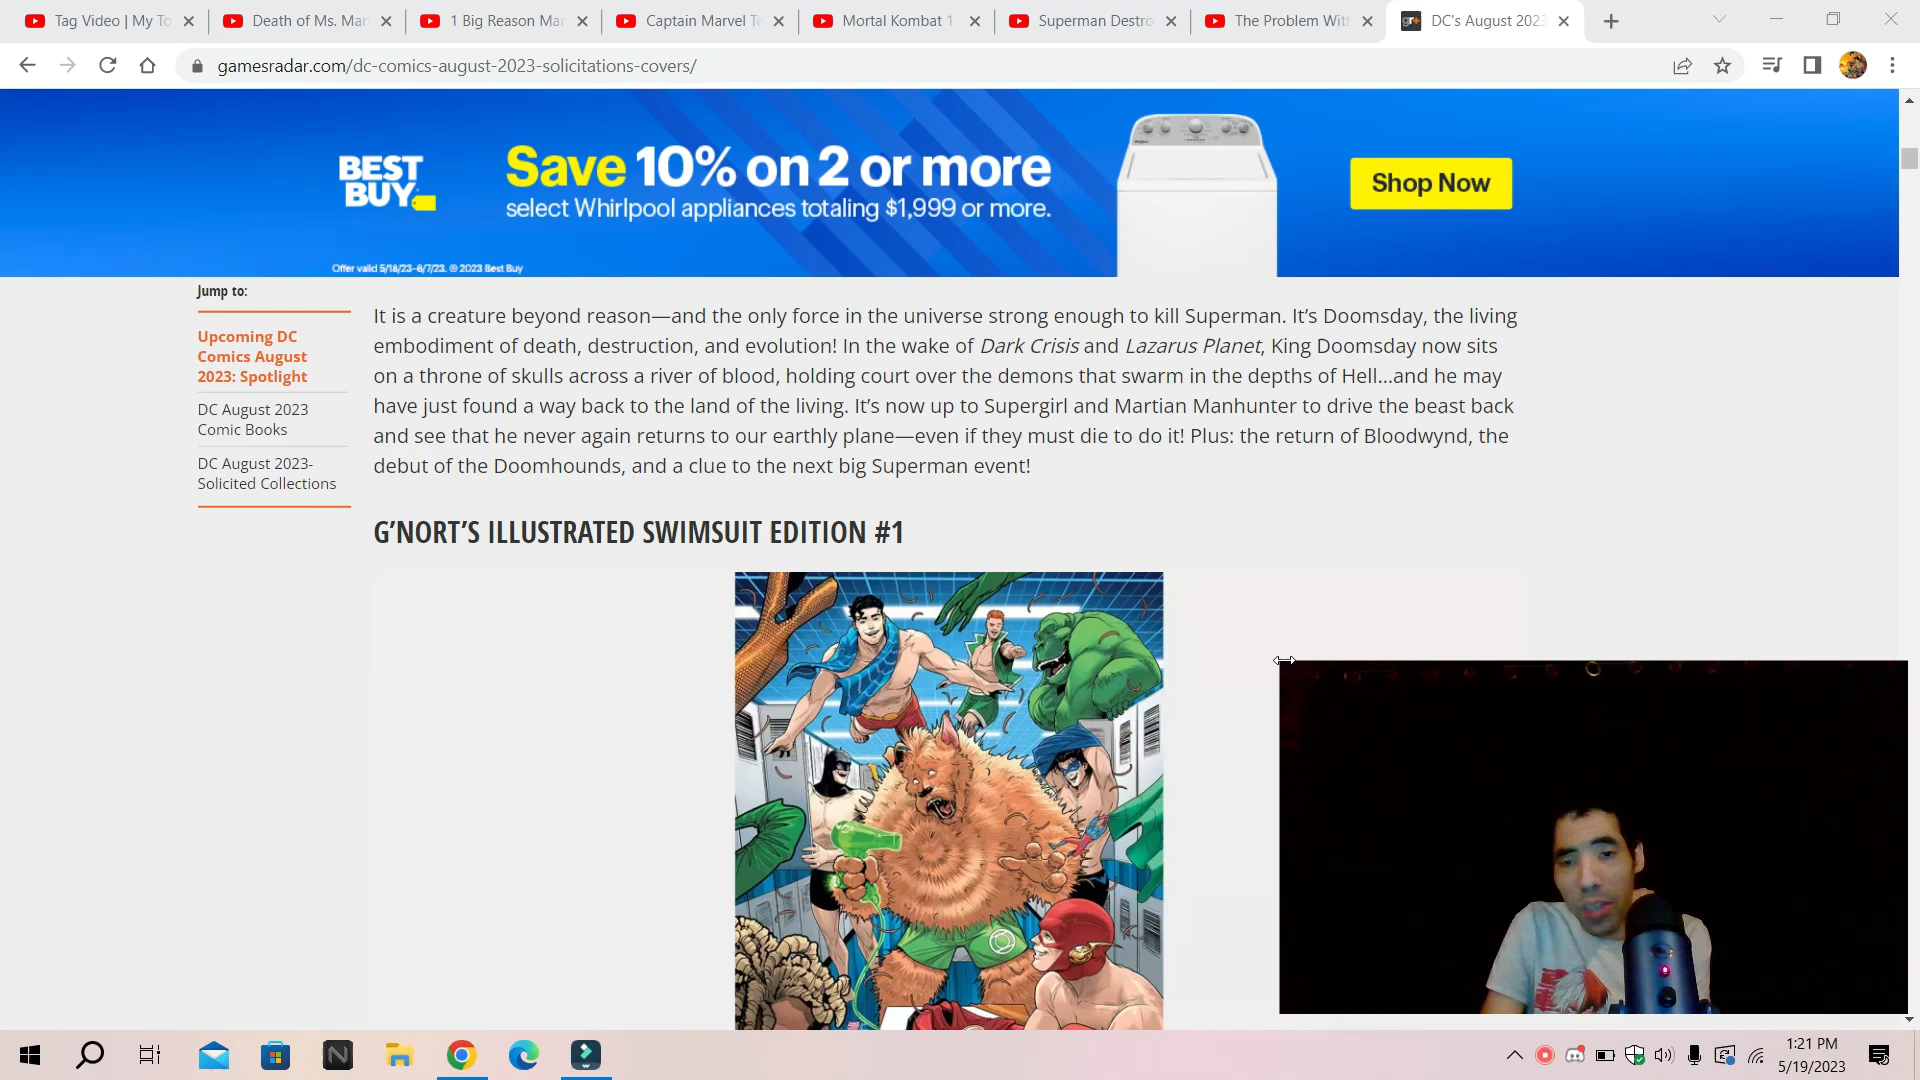 Tag Video | My To
Death of Ms. Mar
1 Big Reason Mar
Captain Marvel Ta
Mortal Kombat 1
Superman Destro
The Problem With
gr+ DC's August 2023
gamesradar.com/dc-comics-august-2023-solicitations-covers/
BEST BUY
Save 10% on 2 or more
select Whirlpool appliances totaling $1,999 or more.
Shop Now
Offer valid 5/18/23-6/7/23. © 2023 Best Buy
Jump to:
Upcoming DC
Comics August
2023: Spotlight
DC August 2023
Comic Books
DC August 2023-
Solicited Collections
It is a creature beyond reason—and the only force in the universe strong enough to kill Superman. It’s Doomsday, the living
embodiment of death, destruction, and evolution! In the wake of Dark Crisis and Lazarus Planet, King Doomsday now sits
on a throne of skulls across a river of blood, holding court over the demons that swarm in the depths of Hell...and he may
have just found a way back to the land of the living. It’s now up to Supergirl and Martian Manhunter to drive the beast back
and see that he never again returns to our earthly plane—even if they must die to do it! Plus: the return of Bloodwynd, the
debut of the Doomhounds, and a clue to the next big Superman event!
G’NORT’S ILLUSTRATED SWIMSUIT EDITION #1
1:21 PM
5/19/2023